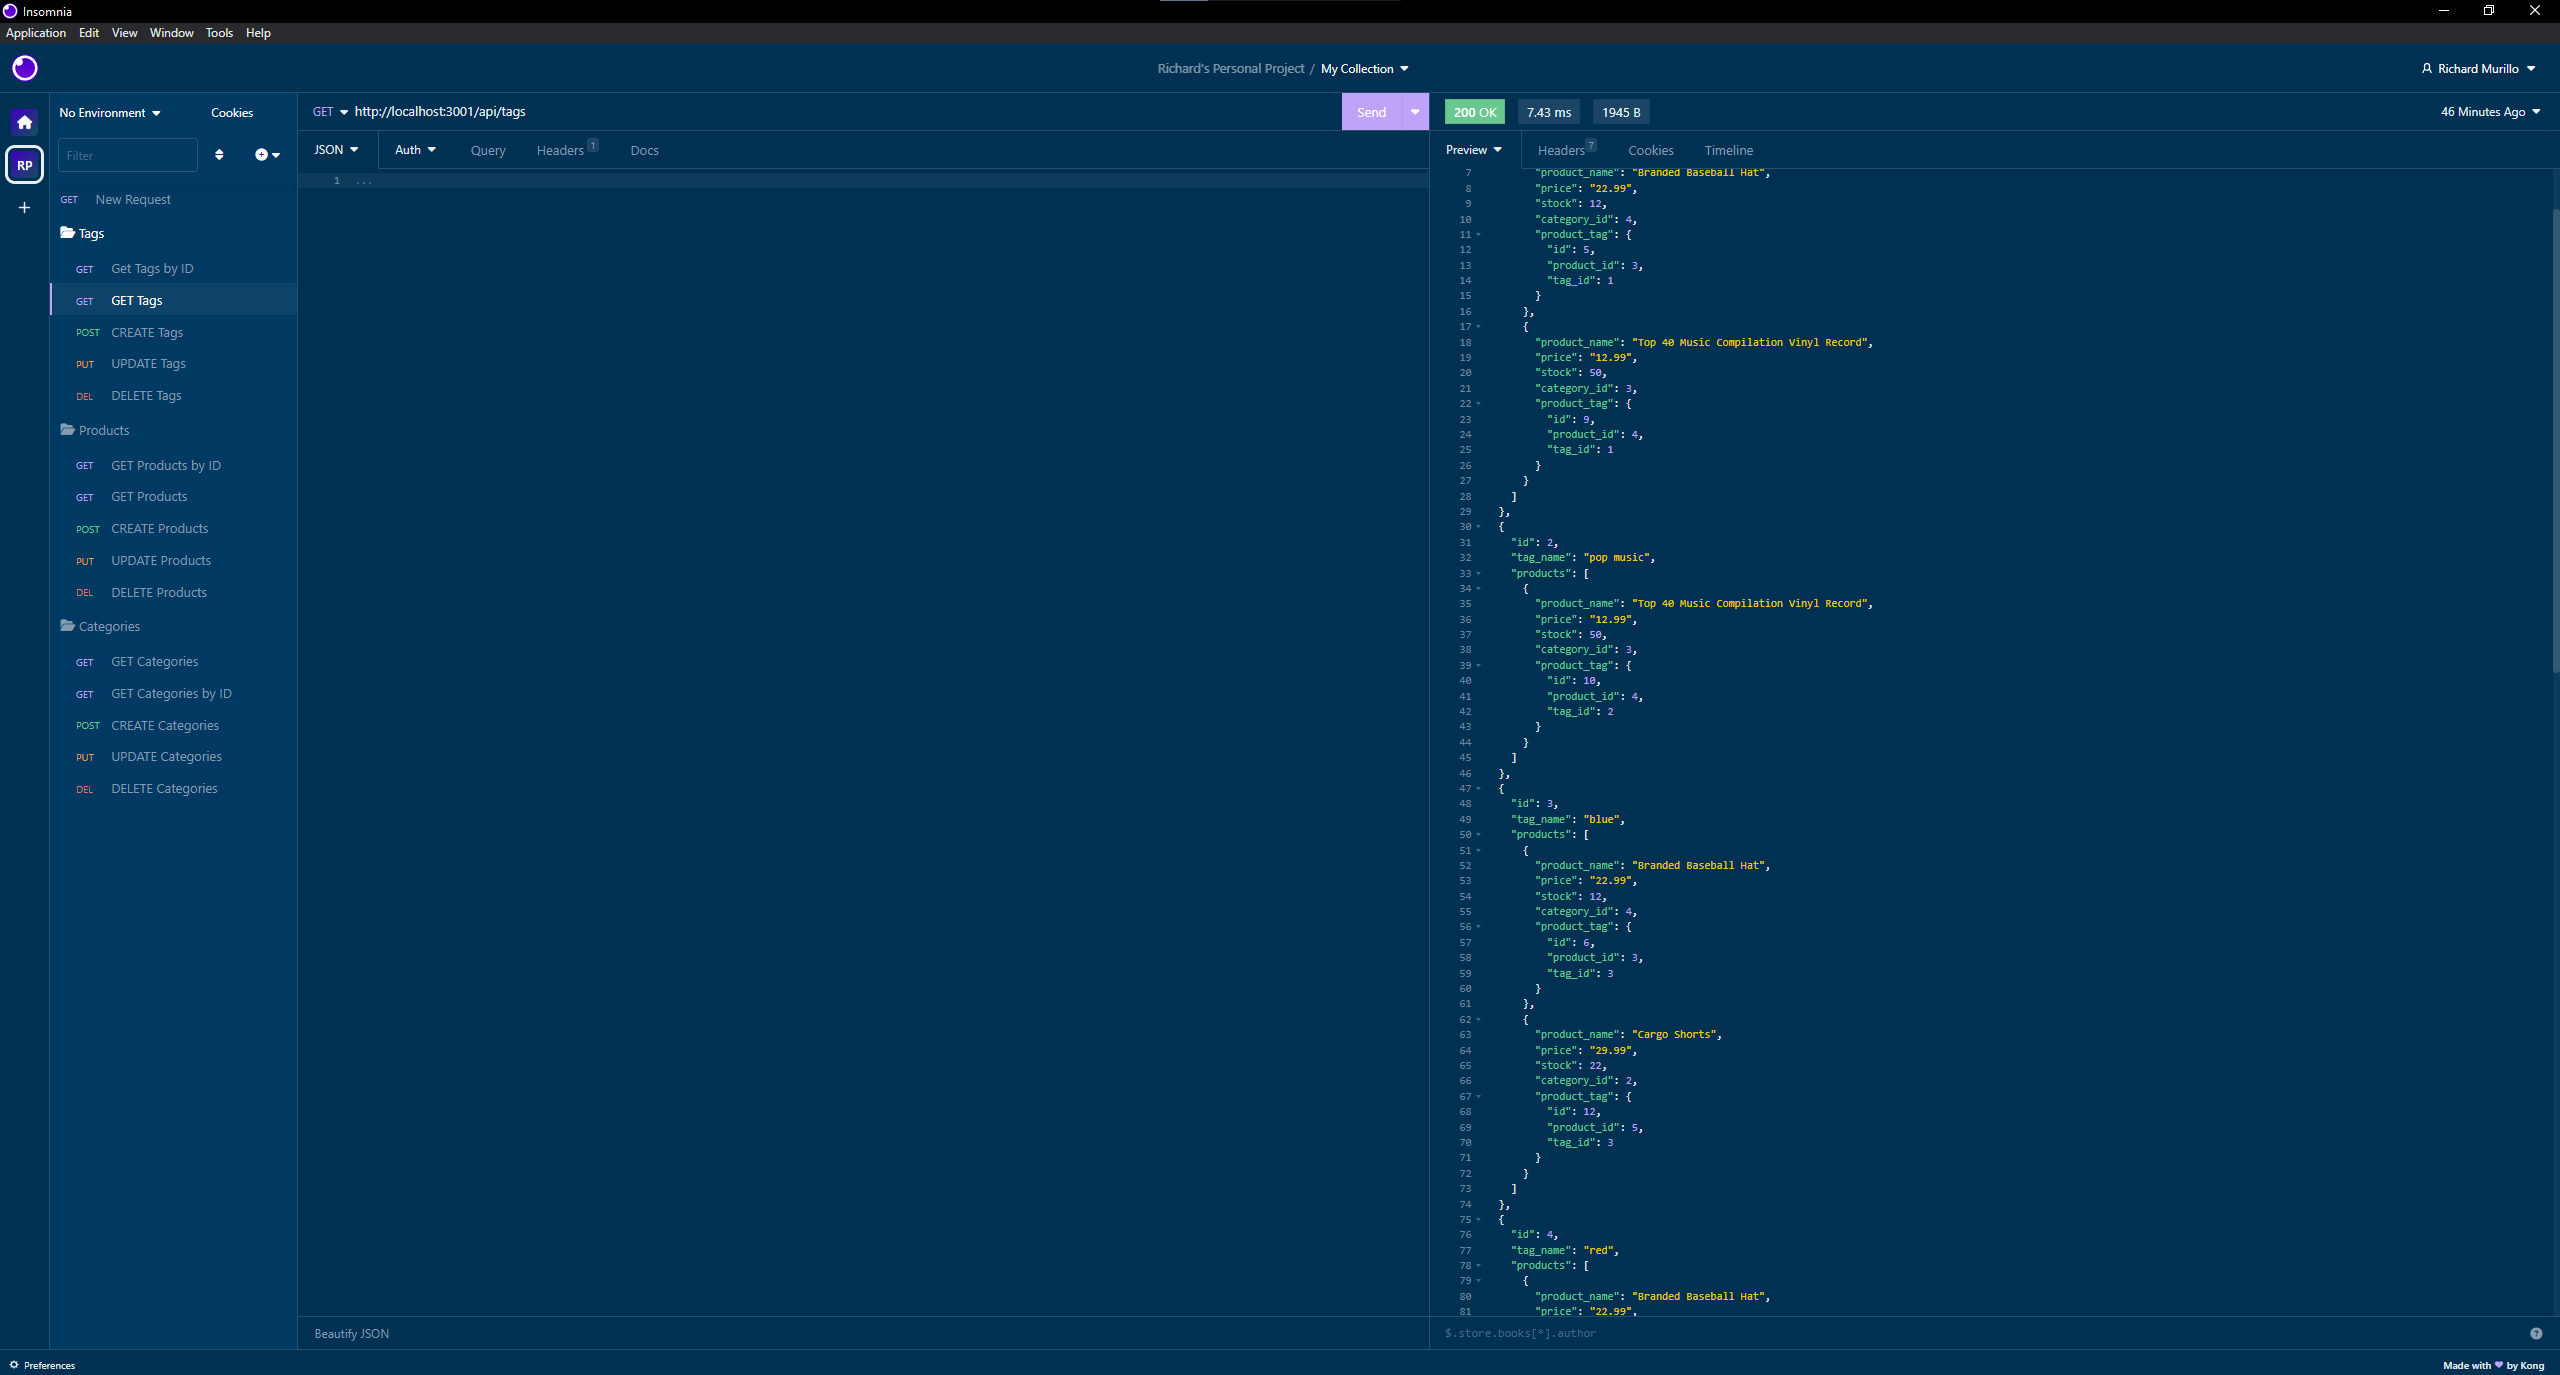 Insomnia
Application Edit View Window Tools Help
Richard's Personal Project / My Collection
Richard Murillo
No Environment Cookies
GET http://localhost:3001/api/tags
Send
200 OK 7.43 ms 1945 B
46 Minutes Ago
RP
Filter
JSON Auth Query Headers 1 Docs
Preview Headers 7 Cookies Timeline
GET New Request
Tags
GET Get Tags by ID
GET GET Tags
POST CREATE Tags
PUT UPDATE Tags
DEL DELETE Tags
Products
GET GET Products by ID
GET GET Products
POST CREATE Products
PUT UPDATE Products
DEL DELETE Products
Categories
GET GET Categories
GET GET Categories by ID
POST CREATE Categories
PUT UPDATE Categories
DEL DELETE Categories
1 ...
7 "product_name": "Branded Baseball Hat",
8 "price": "22.99",
9 "stock": 12,
10 "category_id": 4,
11 "product_tag": {
12 "id": 5,
13 "product_id": 3,
14 "tag_id": 1
15 }
16 },
17 {
18 "product_name": "Top 40 Music Compilation Vinyl Record",
19 "price": "12.99",
20 "stock": 50,
21 "category_id": 3,
22 "product_tag": {
23 "id": 9,
24 "product_id": 4,
25 "tag_id": 1
26 }
27 }
28 ]
29 },
30 {
31 "id": 2,
32 "tag_name": "pop music",
33 "products": [
34 {
35 "product_name": "Top 40 Music Compilation Vinyl Record",
36 "price": "12.99",
37 "stock": 50,
38 "category_id": 3,
39 "product_tag": {
40 "id": 10,
41 "product_id": 4,
42 "tag_id": 2
43 }
44 }
45 ]
46 },
47 {
48 "id": 3,
49 "tag_name": "blue",
50 "products": [
51 {
52 "product_name": "Branded Baseball Hat",
53 "price": "22.99",
54 "stock": 12,
55 "category_id": 4,
56 "product_tag": {
57 "id": 6,
58 "product_id": 3,
59 "tag_id": 3
60 }
61 },
62 {
63 "product_name": "Cargo Shorts",
64 "price": "29.99",
65 "stock": 22,
66 "category_id": 2,
67 "product_tag": {
68 "id": 12,
69 "product_id": 5,
70 "tag_id": 3
71 }
72 }
73 ]
74 },
75 {
76 "id": 4,
77 "tag_name": "red",
78 "products": [
79 {
80 "product_name": "Branded Baseball Hat",
81 "price": "22.99",
Beautify JSON
$.store.books[*].author
Preferences
Made with ♥ by Kong